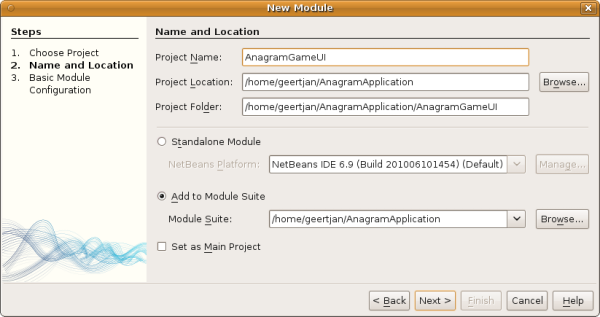 New Module
Steps
1. Choose Project
2. Name and Location
3. Basic Module
Configuration
Name and Location
Project Name: AnagramGameUI
Project Location: /home/geertjan/AnagramApplication Browse...
Project Folder: /home/geertjan/AnagramApplication/AnagramGameUI
Standalone Module
NetBeans Platform: NetBeans IDE 6.9 (Build 201006101454) (Default) Manage...
Add to Module Suite
Module Suite: /home/geertjan/AnagramApplication Browse...
Set as Main Project
< Back Next > Finish Cancel Help